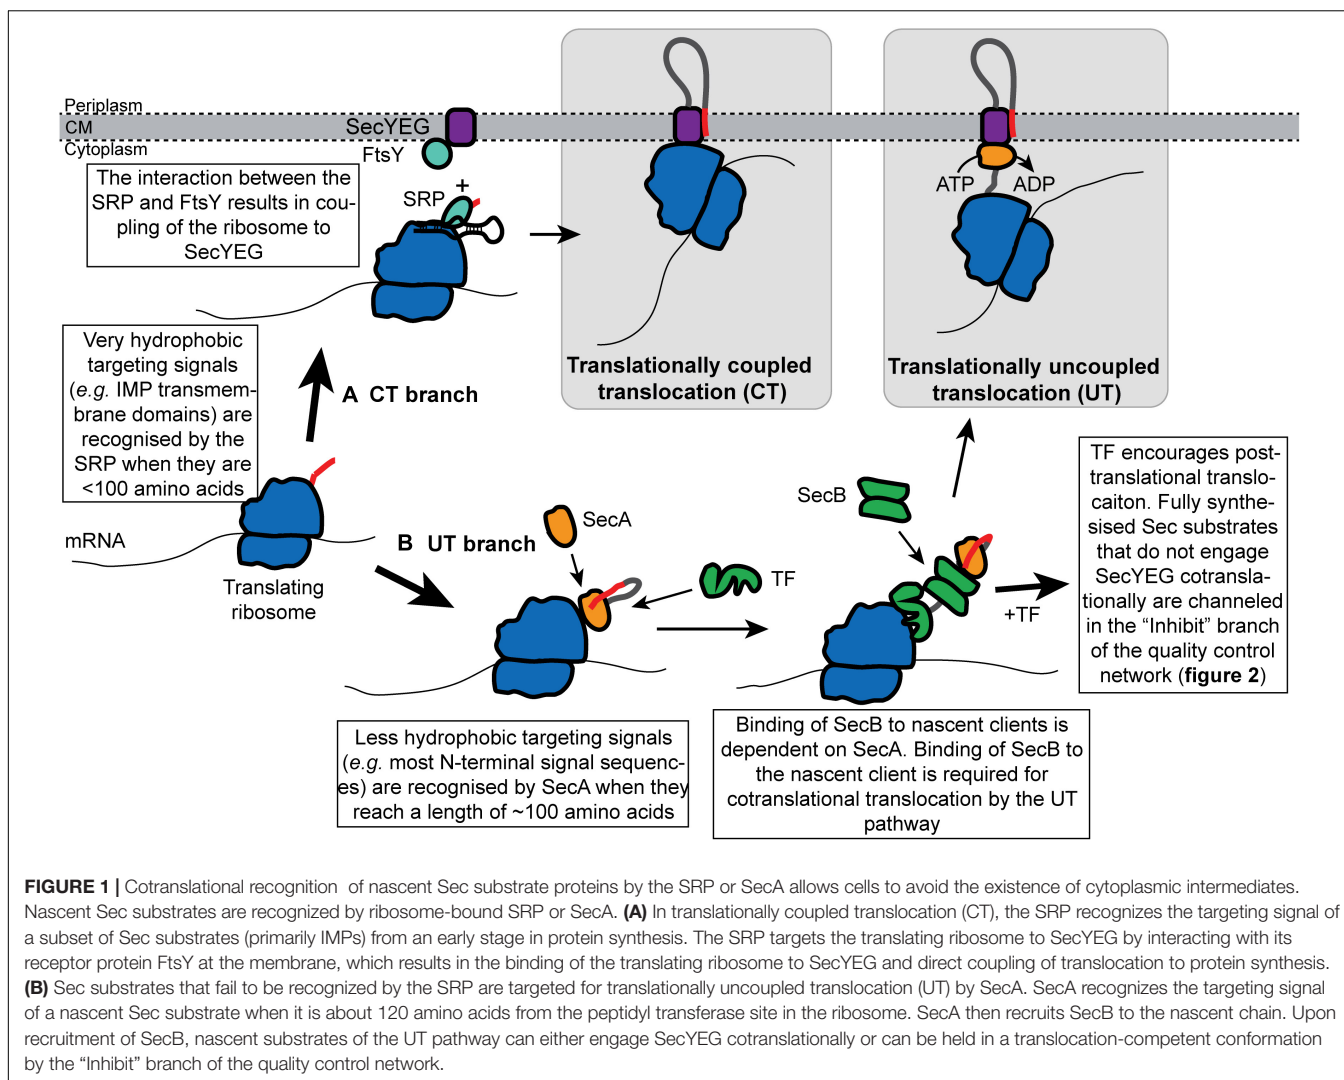 Periplasm
CM
Cytoplasm
SecYEG
FtsY
The interaction between the
SRP and FtsY results in cou-
pling of the ribosome to
SecYEG
+
SRP
Translationally coupled
translocation (CT)
ATP
ADP
Translationally uncoupled
translocation (UT)
Very hydrophobic
targeting signals
(e.g. IMP transmem-
brane domains) are
recognised by the
SRP when they are
<100 amino acids
A CT branch
mRNA
Translating
ribosome
B UT branch
SecA
TF
SecB
+TF
TF encourages post-
translational translo-
caiton. Fully synthe-
sised Sec substrates
that do not engage
SecYEG cotransla-
tionally are channeled
in the “Inhibit” branch
of the quality control
network (figure 2)
Less hydrophobic targeting signals
(e.g. most N-terminal signal sequenc-
es) are recognised by SecA when they
reach a length of ~100 amino acids
Binding of SecB to nascent clients is
dependent on SecA. Binding of SecB to
the nascent client is required for
cotranslational translocation by the UT
pathway
FIGURE 1 | Cotranslational recognition of nascent Sec substrate proteins by the SRP or SecA allows cells to avoid the existence of cytoplasmic intermediates.
Nascent Sec substrates are recognized by ribosome-bound SRP or SecA. (A) In translationally coupled translocation (CT), the SRP recognizes the targeting signal of
a subset of Sec substrates (primarily IMPs) from an early stage in protein synthesis. The SRP targets the translating ribosome to SecYEG by interacting with its
receptor protein FtsY at the membrane, which results in the binding of the translating ribosome to SecYEG and direct coupling of translocation to protein synthesis.
(B) Sec substrates that fail to be recognized by the SRP are targeted for translationally uncoupled translocation (UT) by SecA. SecA recognizes the targeting signal
of a nascent Sec substrate when it is about 120 amino acids from the peptidyl transferase site in the ribosome. SecA then recruits SecB to the nascent chain. Upon
recruitment of SecB, nascent substrates of the UT pathway can either engage SecYEG cotranslationally or can be held in a translocation-competent conformation
by the “Inhibit” branch of the quality control network.